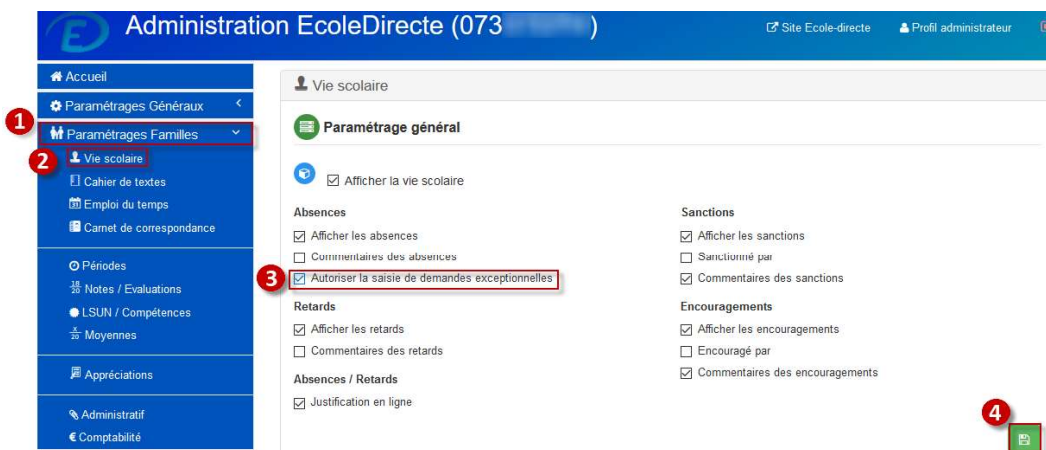 Administration EcoleDirecte (073 )
Site Ecole-directe
Profil administrateur
Accueil
Paramétrages Généraux
1
Paramétrages Familles
2
Vie scolaire
Cahier de textes
Emploi du temps
Carnet de correspondance
Périodes
Notes / Evaluations
LSUN / Compétences
Moyennes
Appréciations
Administratif
€ Comptabilité
Vie scolaire
Paramétrage général
Afficher la vie scolaire
Absences
Afficher les absences
Commentaires des absences
3
Autoriser la saisie de demandes exceptionnelles
Retards
Afficher les retards
Commentaires des retards
Absences / Retards
Justification en ligne
Sanctions
Afficher les sanctions
Sanctionné par
Commentaires des sanctions
Encouragements
Afficher les encouragements
Encouragé par
Commentaires des encouragements
4